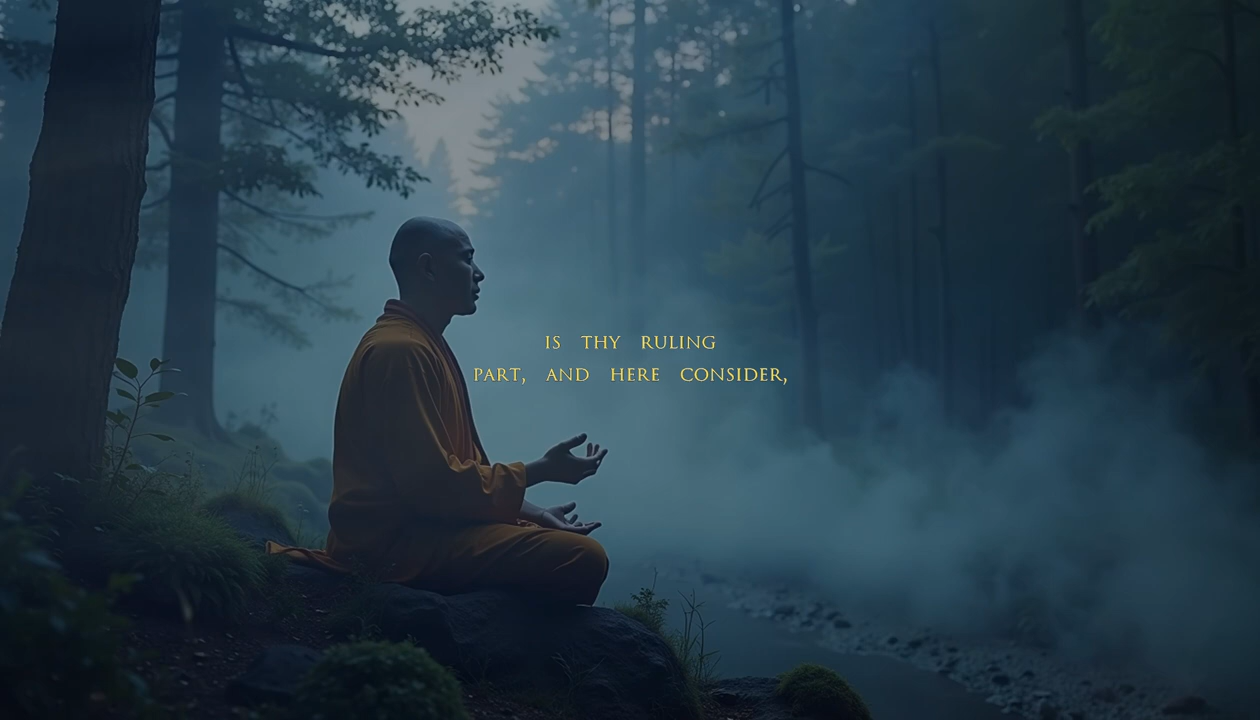 IS THY RULING
PART, AND HERE CONSIDER,